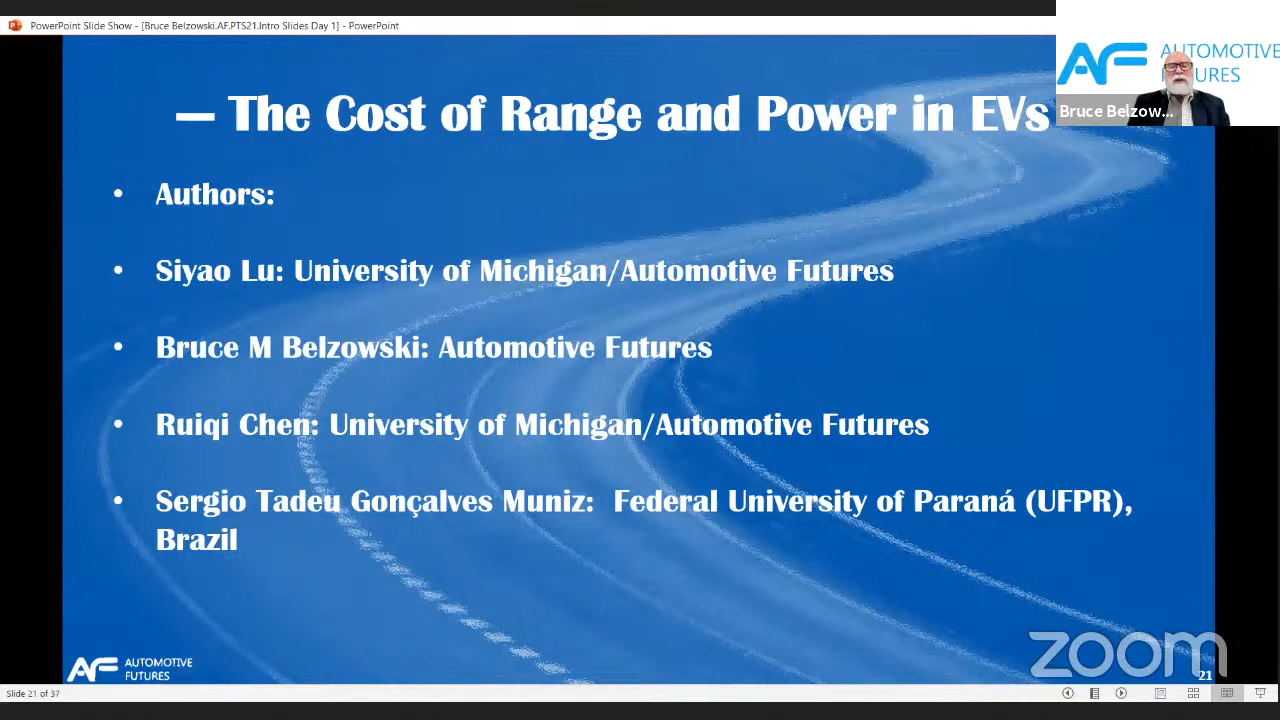 PowerPoint Slide Show - [Bruce Belzowski.AF.PTS21.Intro Slides Day 1] - PowerPoint
AF AUTOMOTIVE
FUTURES
Bruce Belzow...
— The Cost of Range and Power in EVs
• Authors:
• Siyao Lu: University of Michigan/Automotive Futures
• Bruce M Belzowski: Automotive Futures
• Ruiqi Chen: University of Michigan/Automotive Futures
• Sergio Tadeu Gonçalves Muniz:  Federal University of Paraná (UFPR),
Brazil
AF AUTOMOTIVE
FUTURES
zoom
21
Slide 21 of 37